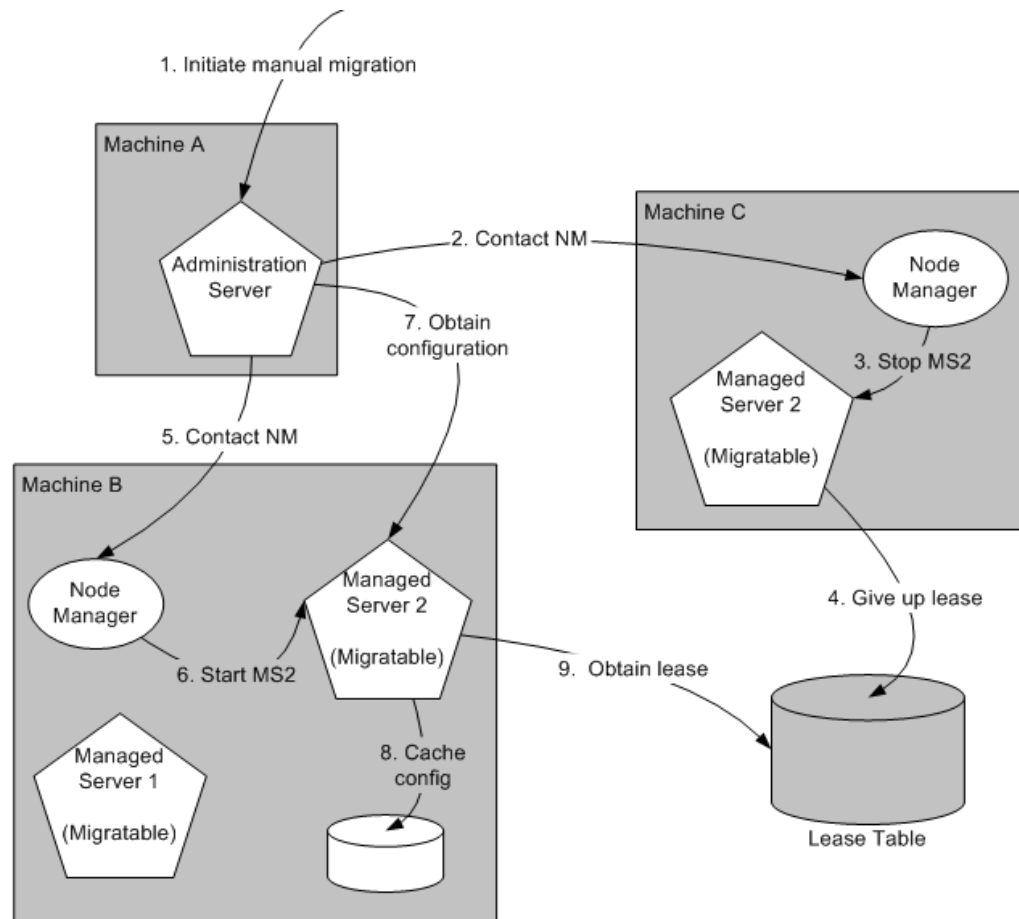 1. Initiate manual migration
Machine A
Administration
Server
2. Contact NM
Machine C
Node
Manager
3. Stop MS2
Managed
Server 2
(Migratable)
4. Give up lease
7. Obtain
configuration
5. Contact NM
Machine B
Node
Manager
6. Start MS2
Managed
Server 2
(Migratable)
9. Obtain lease
8. Cache
config
Managed
Server 1
(Migratable)
Lease Table